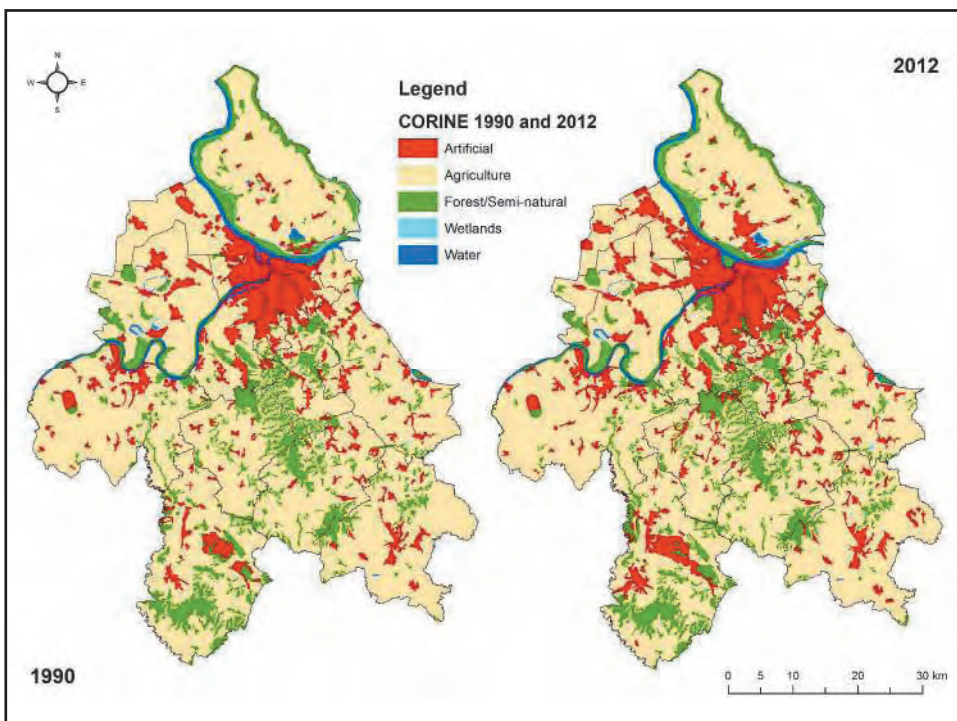 N
W E
S
2012
Legend
CORINE 1990 and 2012
Artificial
Agriculture
Forest/Semi-natural
Wetlands
Water
1990
0 5 10 20 30 km